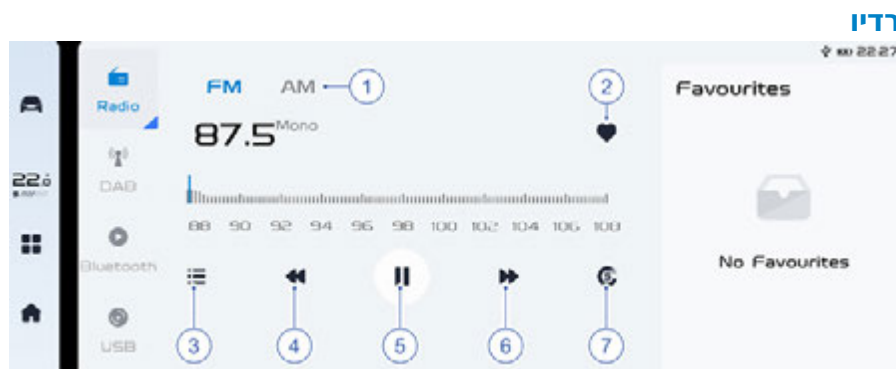 רדיו
22:27
Radio
FM AM 1
2
Favourites
87.5 Mono
DAB
88 90 92 94 96 98 100 102 104 106 108
Bluetooth
No Favourites
USB
3 4 5 6 7